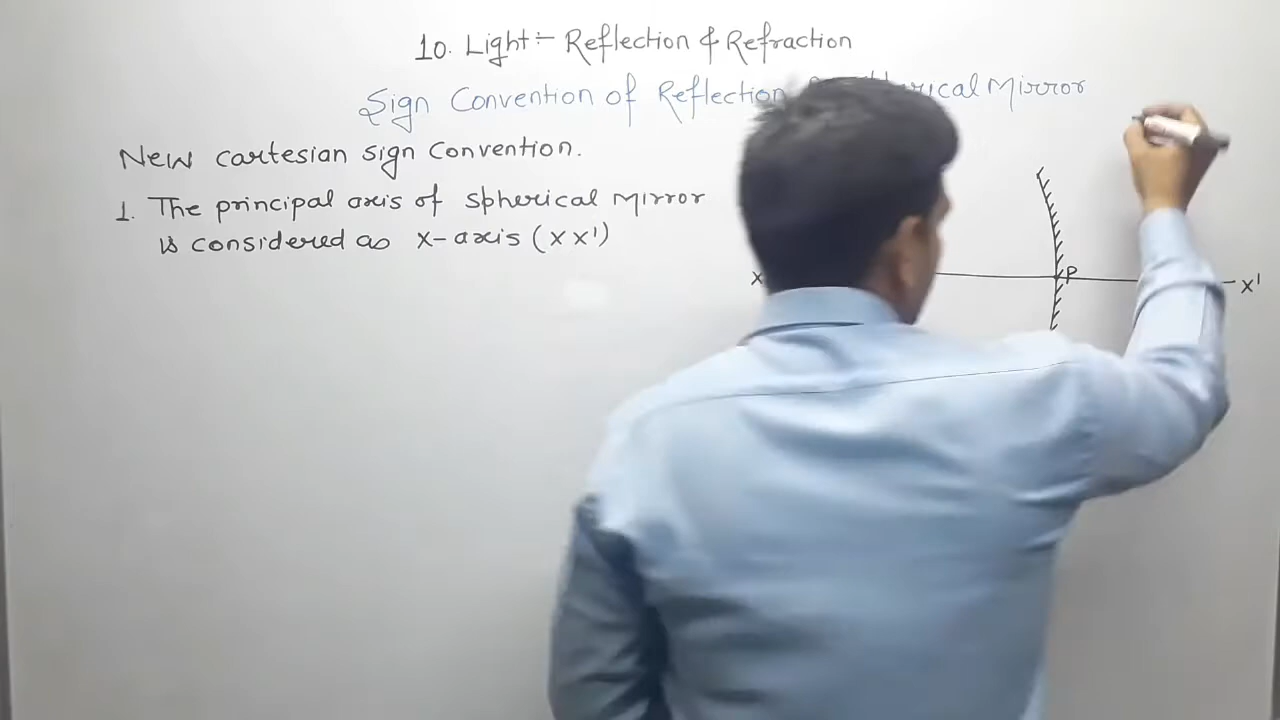 10. Light :- Reflection & Refraction
Sign Convention of Reflection Mirror
New cartesian sign convention.
1. The principal axis of spherical mirror
is considered as X-axis (XX')
X
P
X'